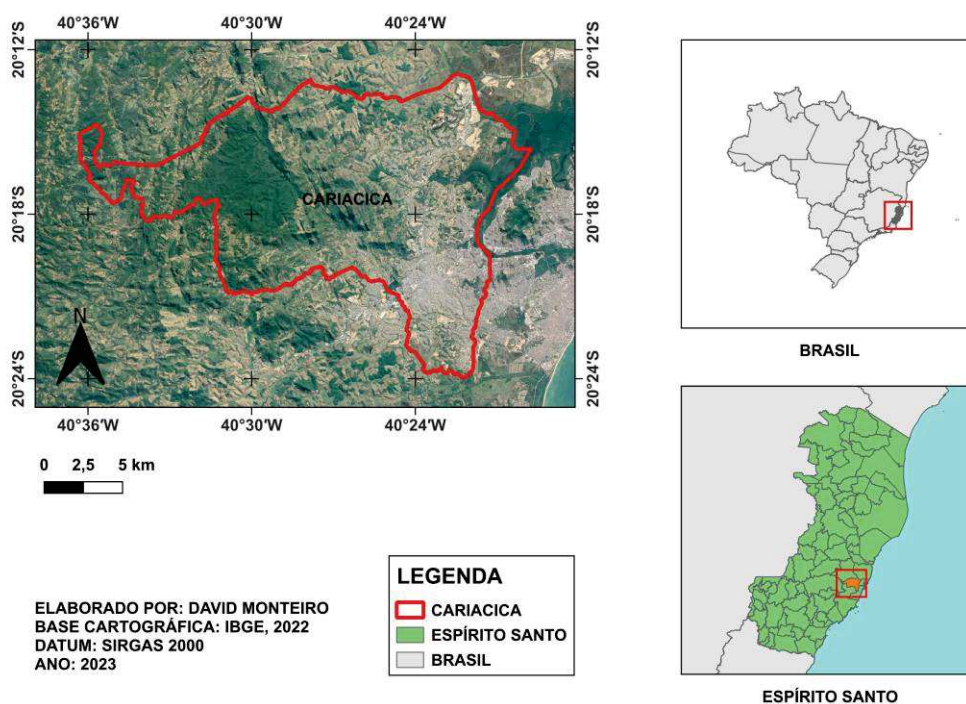 40°36'W 40°30'W 40°24'W
20°12'S 20°12'S
20°18'S 20°18'S
20°24'S 20°24'S
CARIACICA
N
40°36'W 40°30'W 40°24'W
0 2,5 5 km
BRASIL
ELABORADO POR: DAVID MONTEIRO
BASE CARTOGRÁFICA: IBGE, 2022
DATUM: SIRGAS 2000
ANO: 2023
LEGENDA
CARIACICA
ESPÍRITO SANTO
BRASIL
ESPÍRITO SANTO